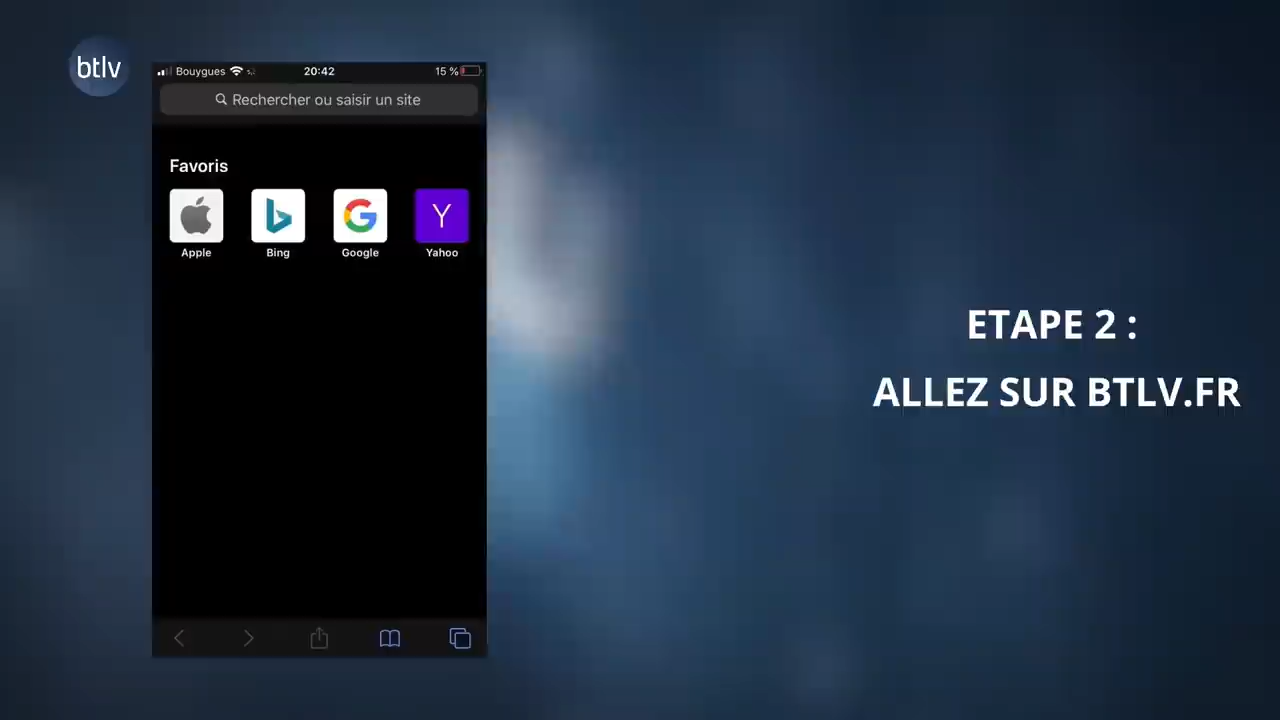 btlv
Bouygues 20:42 15 %
Rechercher ou saisir un site
Favoris
Apple Bing Google Yahoo
ETAPE 2 :
ALLEZ SUR BTLV.FR